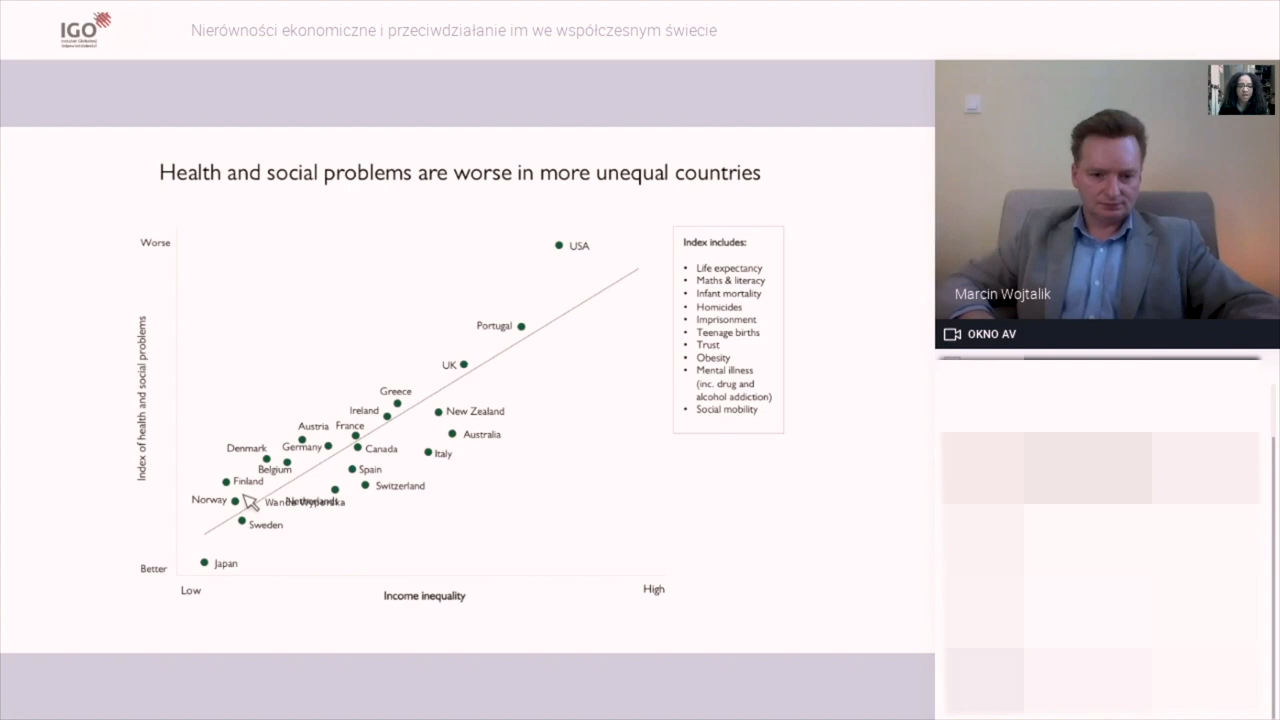 IGO
Nierówności ekonomiczne i przeciwdziałanie im we współczesnym świecie
Health and social problems are worse in more unequal countries
Worse
Index of health and social problems
Better
Low
Income inequality
High
USA
Portugal
UK
Greece
Ireland
New Zealand
Austria
France
Australia
Denmark
Germany
Canada
Italy
Belgium
Spain
Finland
Switzerland
Norway
Netherlands
Wanda Wyporska
Sweden
Japan
Index includes:
• Life expectancy
• Maths & literacy
• Infant mortality
• Homicides
• Imprisonment
• Teenage births
• Trust
• Obesity
• Mental illness
(inc. drug and
alcohol addiction)
• Social mobility
Marcin Wojtalik
OKNO AV